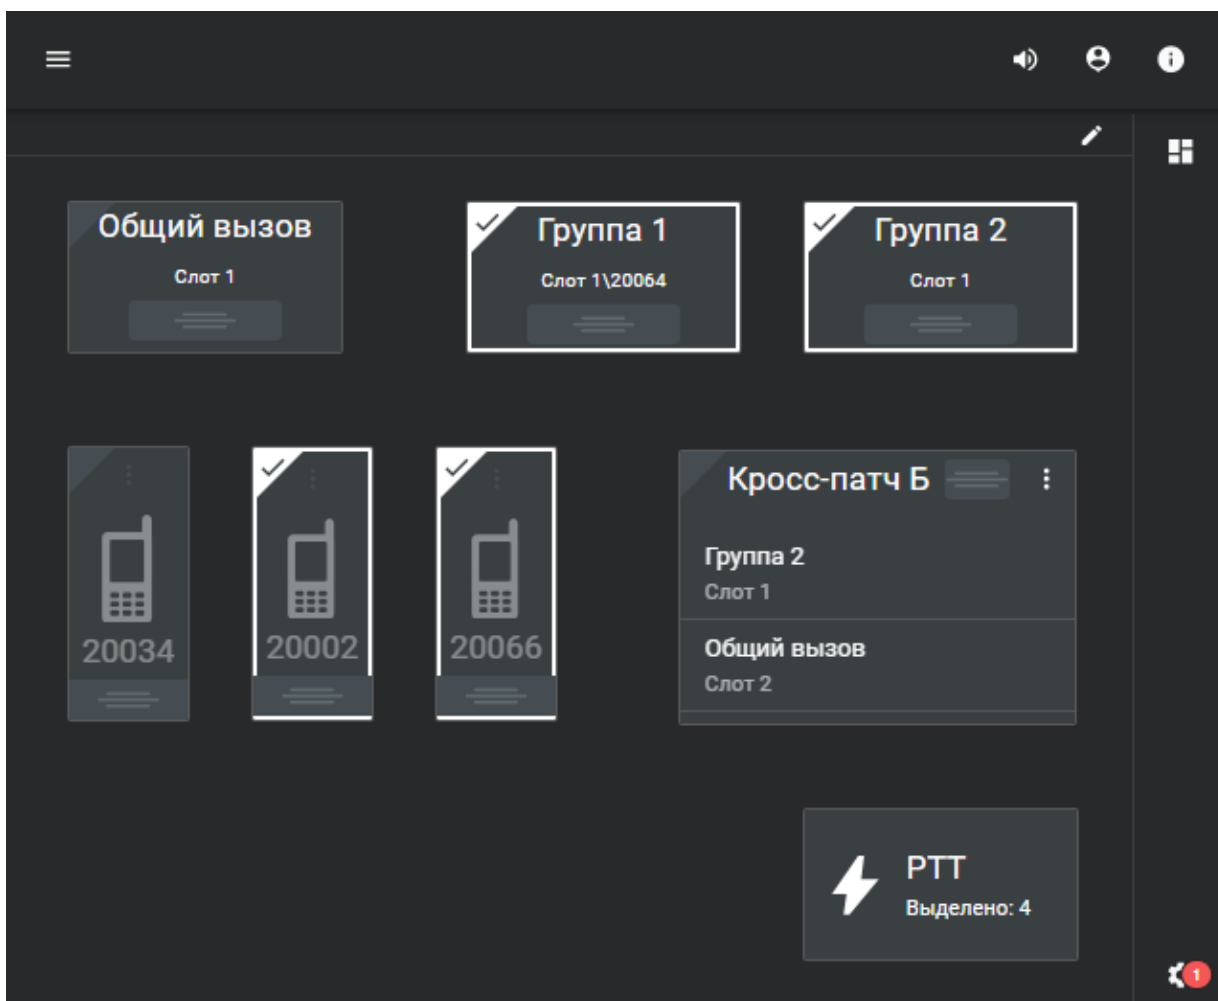 Общий вызов
Слот 1
Группа 1
Слот 1\20064
Группа 2
Слот 1
20034
20002
20066
Кросс-патч Б
Группа 2
Слот 1
Общий вызов
Слот 2
PTT
Выделено: 4
1